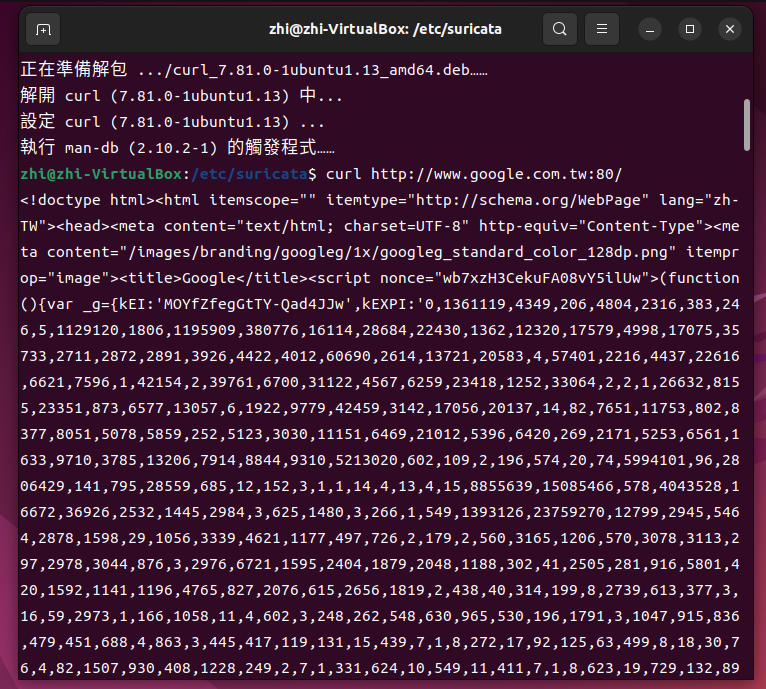 zhi@zhi-VirtualBox: /etc/suricata
正在準備解包 .../curl_7.81.0-1ubuntu1.13_amd64.deb……
解開 curl (7.81.0-1ubuntu1.13) 中...
設定 curl (7.81.0-1ubuntu1.13) ...
執行 man-db (2.10.2-1) 的觸發程式……
zhi@zhi-VirtualBox:/etc/suricata$ curl http://www.google.com.tw:80/
<!doctype html><html itemscope="" itemtype="http://schema.org/WebPage" lang="zh-
TW"><head><meta content="text/html; charset=UTF-8" http-equiv="Content-Type"><me
ta content="/images/branding/googleg/1x/googleg_standard_color_128dp.png" itempr
op="image"><title>Google</title><script nonce="wb7xzH3CekuFA08vY5ilUw">(function
(){var _g={kEI:'MOYfZfegGtTY-Qad4JJw',kEXPI:'0,1361119,4349,206,4804,2316,383,24
6,5,1129120,1806,1195909,380776,16114,28684,22430,1362,12320,17579,4998,17075,35
733,2711,2872,2891,3926,4422,4012,60690,2614,13721,20583,4,57401,2216,4437,22616
,6621,7596,1,42154,2,39761,6700,31122,4567,6259,23418,1252,33064,2,2,1,26632,815
5,23351,873,6577,13057,6,1922,9779,42459,3142,17056,20137,14,82,7651,11753,802,8
377,8051,5078,5859,252,5123,3030,11151,6469,21012,5396,6420,269,2171,5253,6561,1
633,9710,3785,13206,7914,8844,9310,5213020,602,109,2,196,574,20,74,5994101,96,28
06429,141,795,28559,685,12,152,3,1,1,14,4,13,4,15,8855639,15085466,578,4043528,1
6672,36926,2532,1445,2984,3,625,1480,3,266,1,549,1393126,23759270,12799,2945,546
4,2878,1598,29,1056,3339,4621,1177,497,726,2,179,2,560,3165,1206,570,3078,3113,2
97,2978,3044,876,3,2976,6721,1595,2404,1879,2048,1188,302,41,2505,281,916,5801,4
20,1592,1141,1196,4765,827,2076,615,2656,1819,2,438,40,314,199,8,2739,613,377,3,
16,59,2973,1,166,1058,11,4,602,3,248,262,548,630,965,530,196,1791,3,1047,915,836
,479,451,688,4,863,3,445,417,119,131,15,439,7,1,8,272,17,92,125,63,499,8,18,30,7
6,4,82,1507,930,408,1228,249,2,7,1,331,624,10,549,11,411,7,1,8,623,19,729,132,89